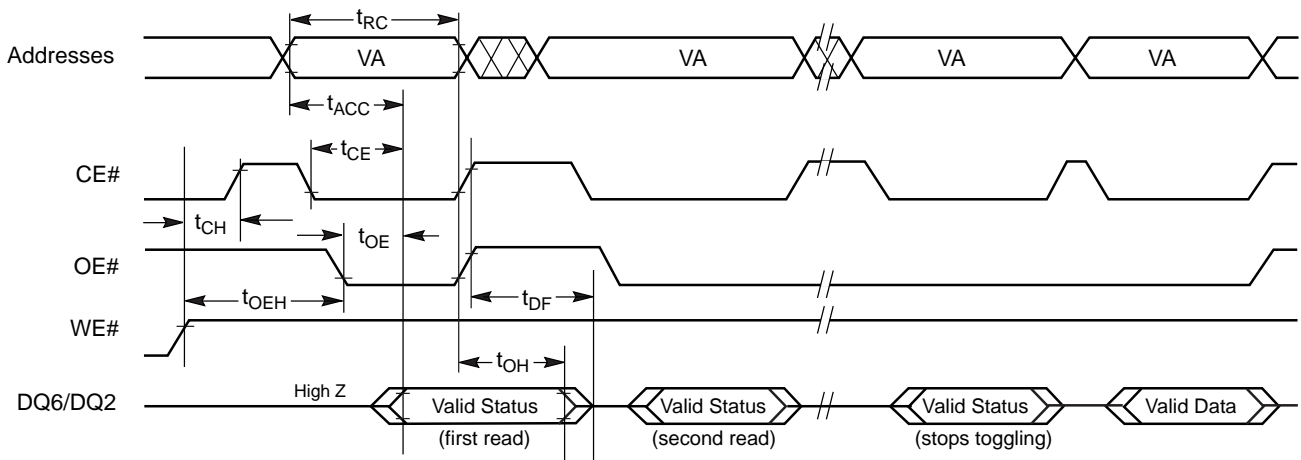 tRC
Addresses VA VA VA VA
tACC
tCE
CE#
tCH tOE
OE#
tOEH tDF
WE#
tOH
High Z
DQ6/DQ2 Valid Status Valid Status Valid Status Valid Data
(first read) (second read) (stops toggling)